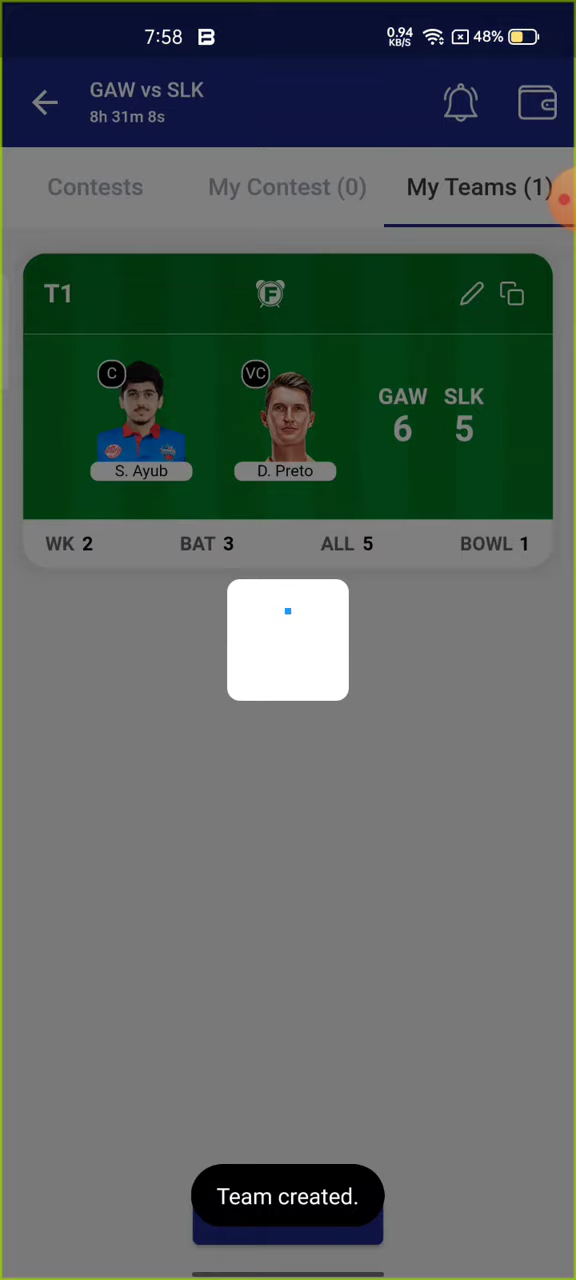 7:58 B 0.94 KB/S 48%
GAW vs SLK
8h 31m 8s
Contests My Contest (0) My Teams (1)
T1 F
C VC
GAW SLK
6 5
S. Ayub D. Preto
WK 2 BAT 3 ALL 5 BOWL 1
Team created.